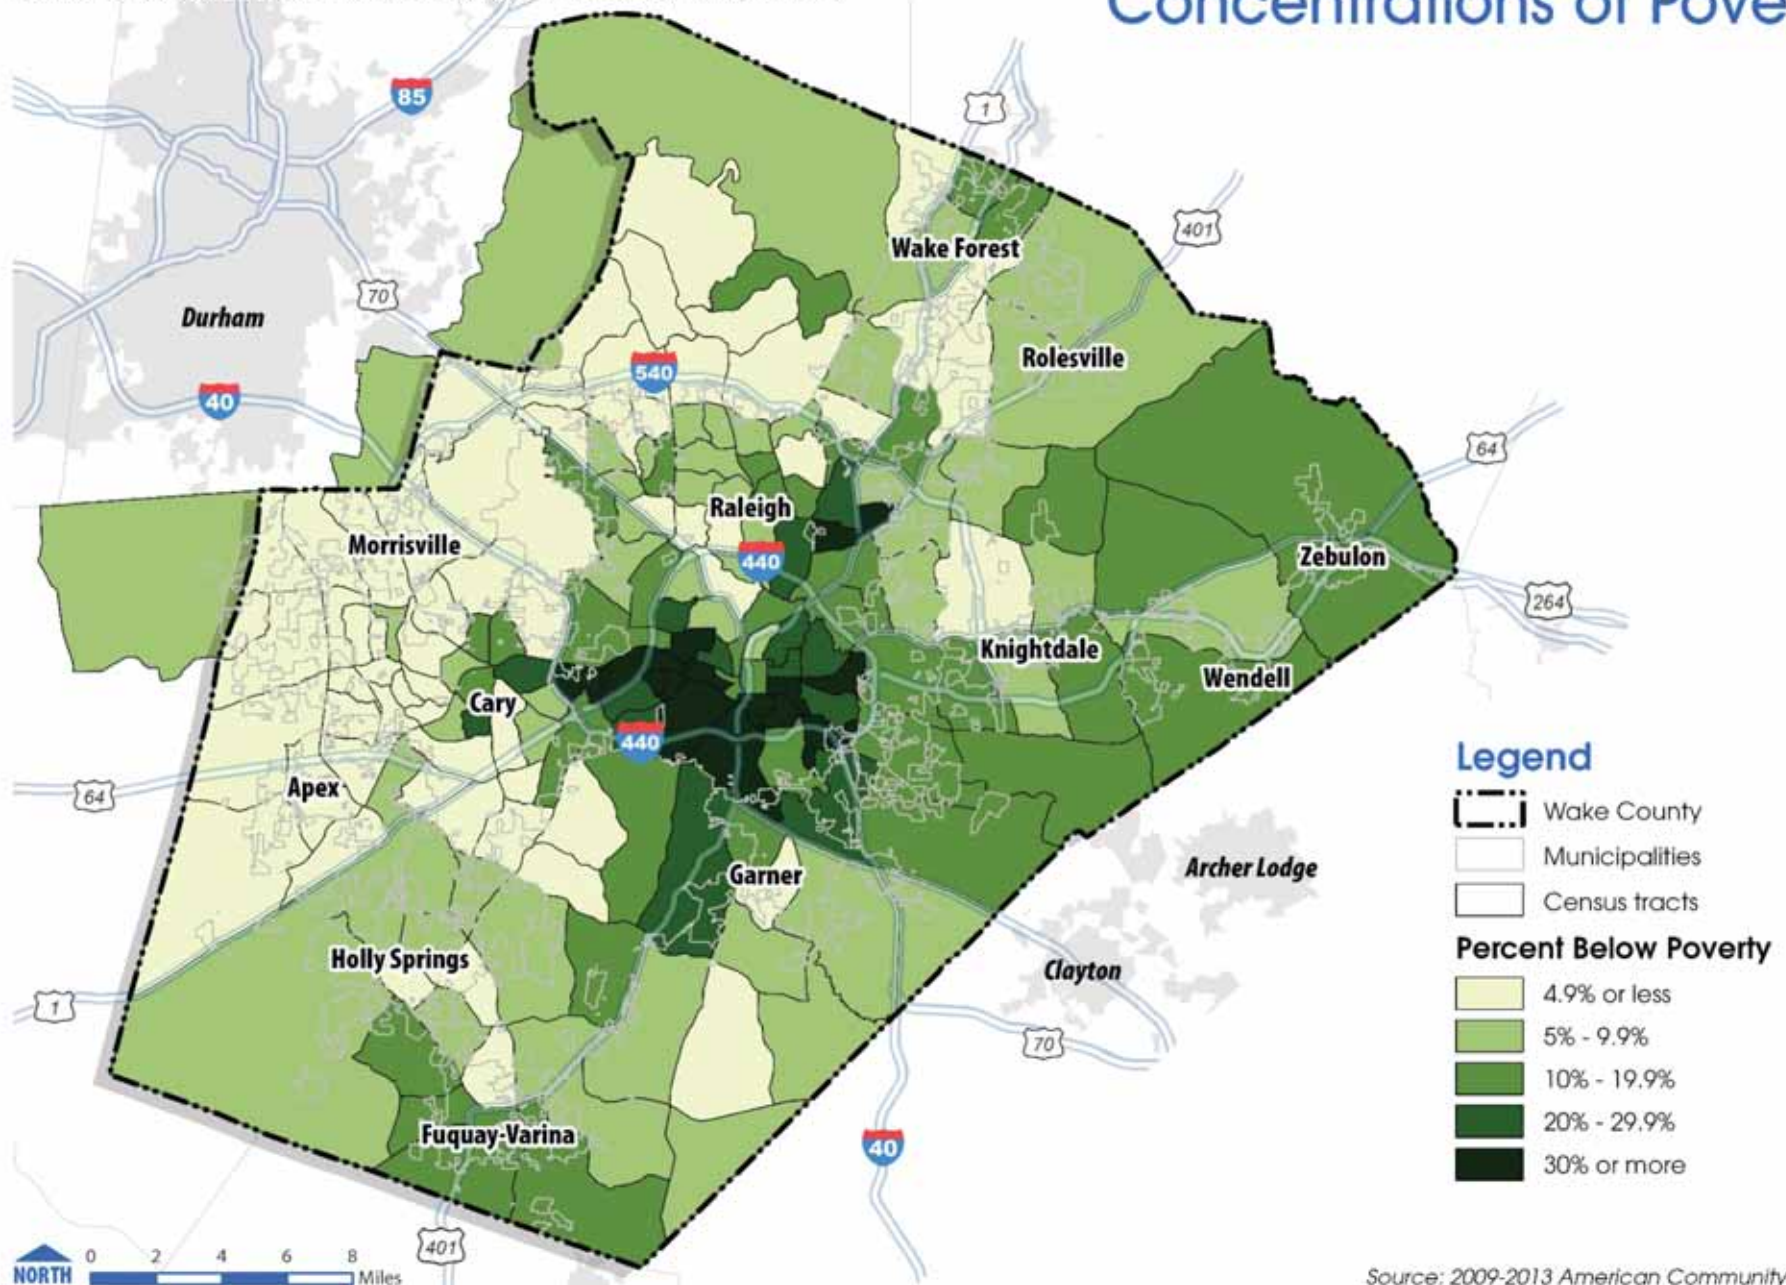 Concentrations of Pove
85
1
401
Wake Forest
70
Durham
540
Rolesville
40
64
Raleigh
Morrisville
440
Zebulon
264
Knightdale
Wendell
Cary
440
Apex
64
Garner
Archer Lodge
Holly Springs
Clayton
1
70
Fuquay-Varina
40
401
Legend
Wake County
Municipalities
Census tracts
Percent Below Poverty
4.9% or less
5% - 9.9%
10% - 19.9%
20% - 29.9%
30% or more
NORTH
0 2 4 6 8 Miles
Source: 2009-2013 American Community